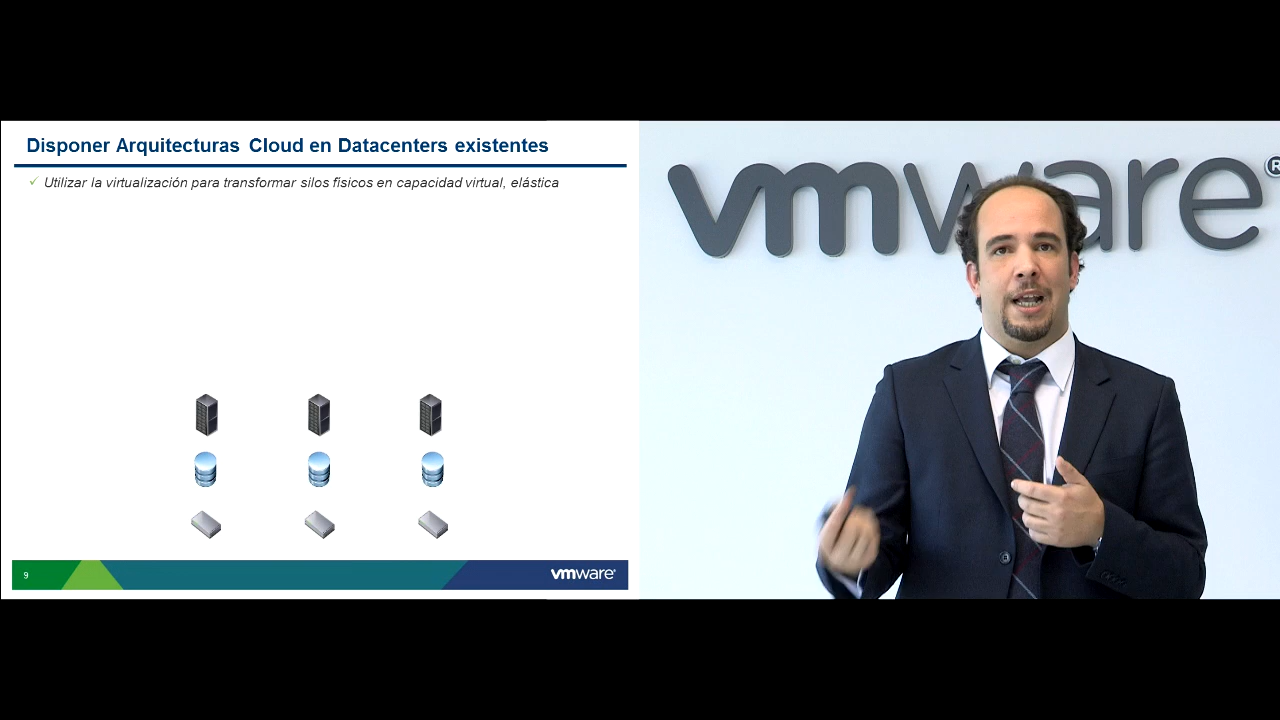 Disponer Arquitecturas Cloud en Datacenters existentes
✓ Utilizar la virtualización para transformar silos físicos en capacidad virtual, elástica
9
vmware®
vmware®